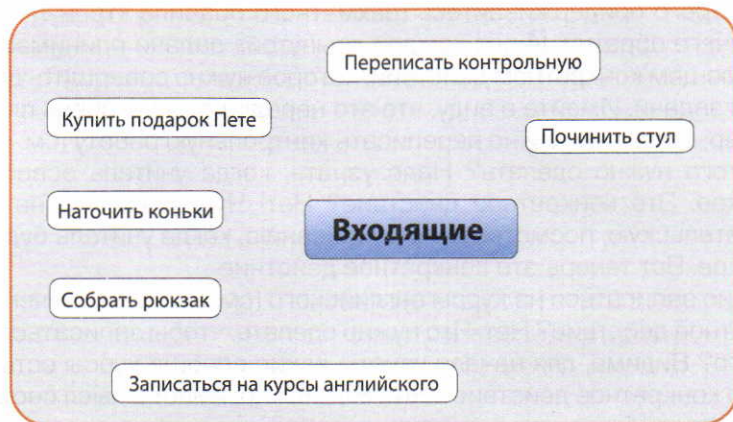 Переписать контрольную
Купить подарок Пете
Починить стул
Наточить коньки
Входящие
Собрать рюкзак
Записаться на курсы английского